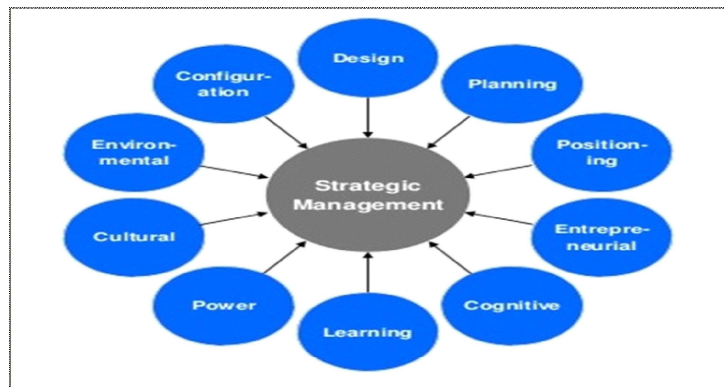 Design
Planning
Position-
ing
Entrepre-
neurial
Cognitive
Learning
Power
Cultural
Environ-
mental
Configur-
ation
Strategic
Management